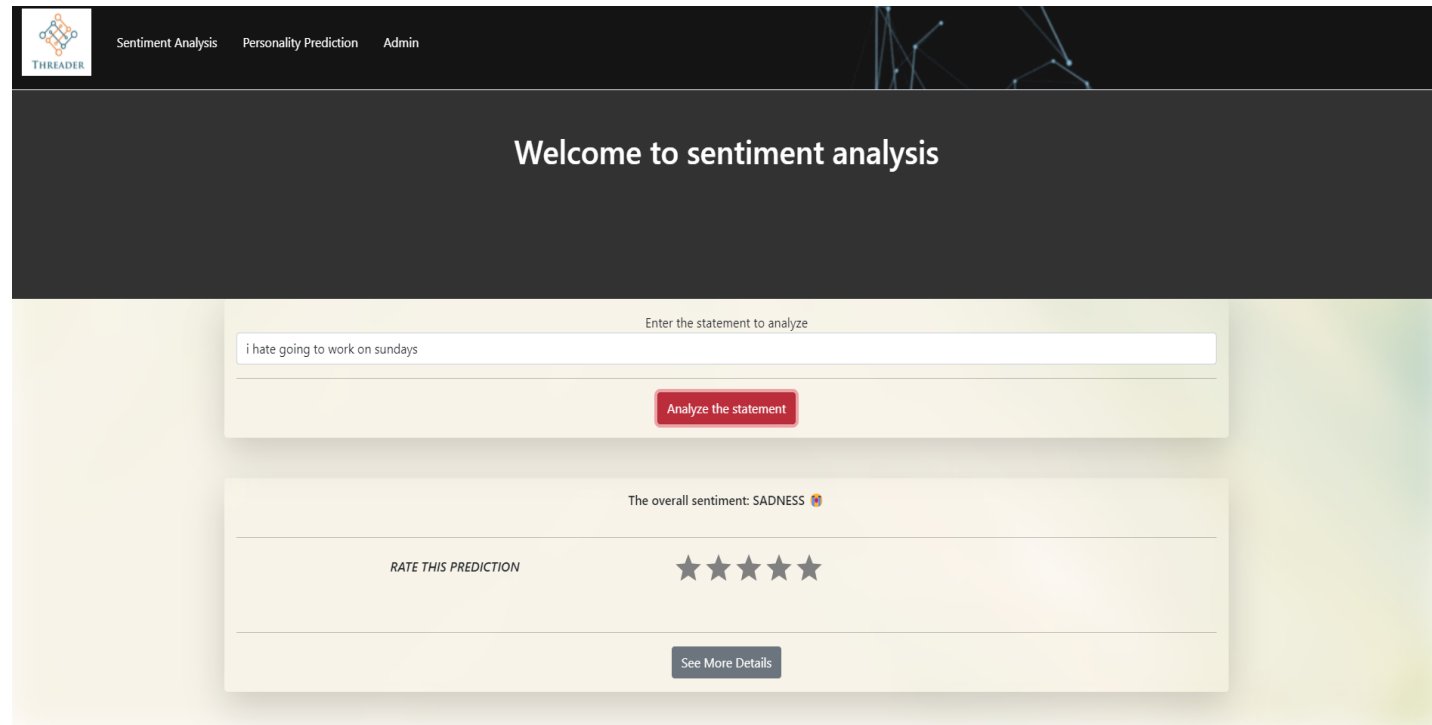 THREADER
Sentiment Analysis Personality Prediction Admin
Welcome to sentiment analysis
Enter the statement to analyze
i hate going to work on sundays
Analyze the statement
The overall sentiment: SADNESS
RATE THIS PREDICTION
See More Details